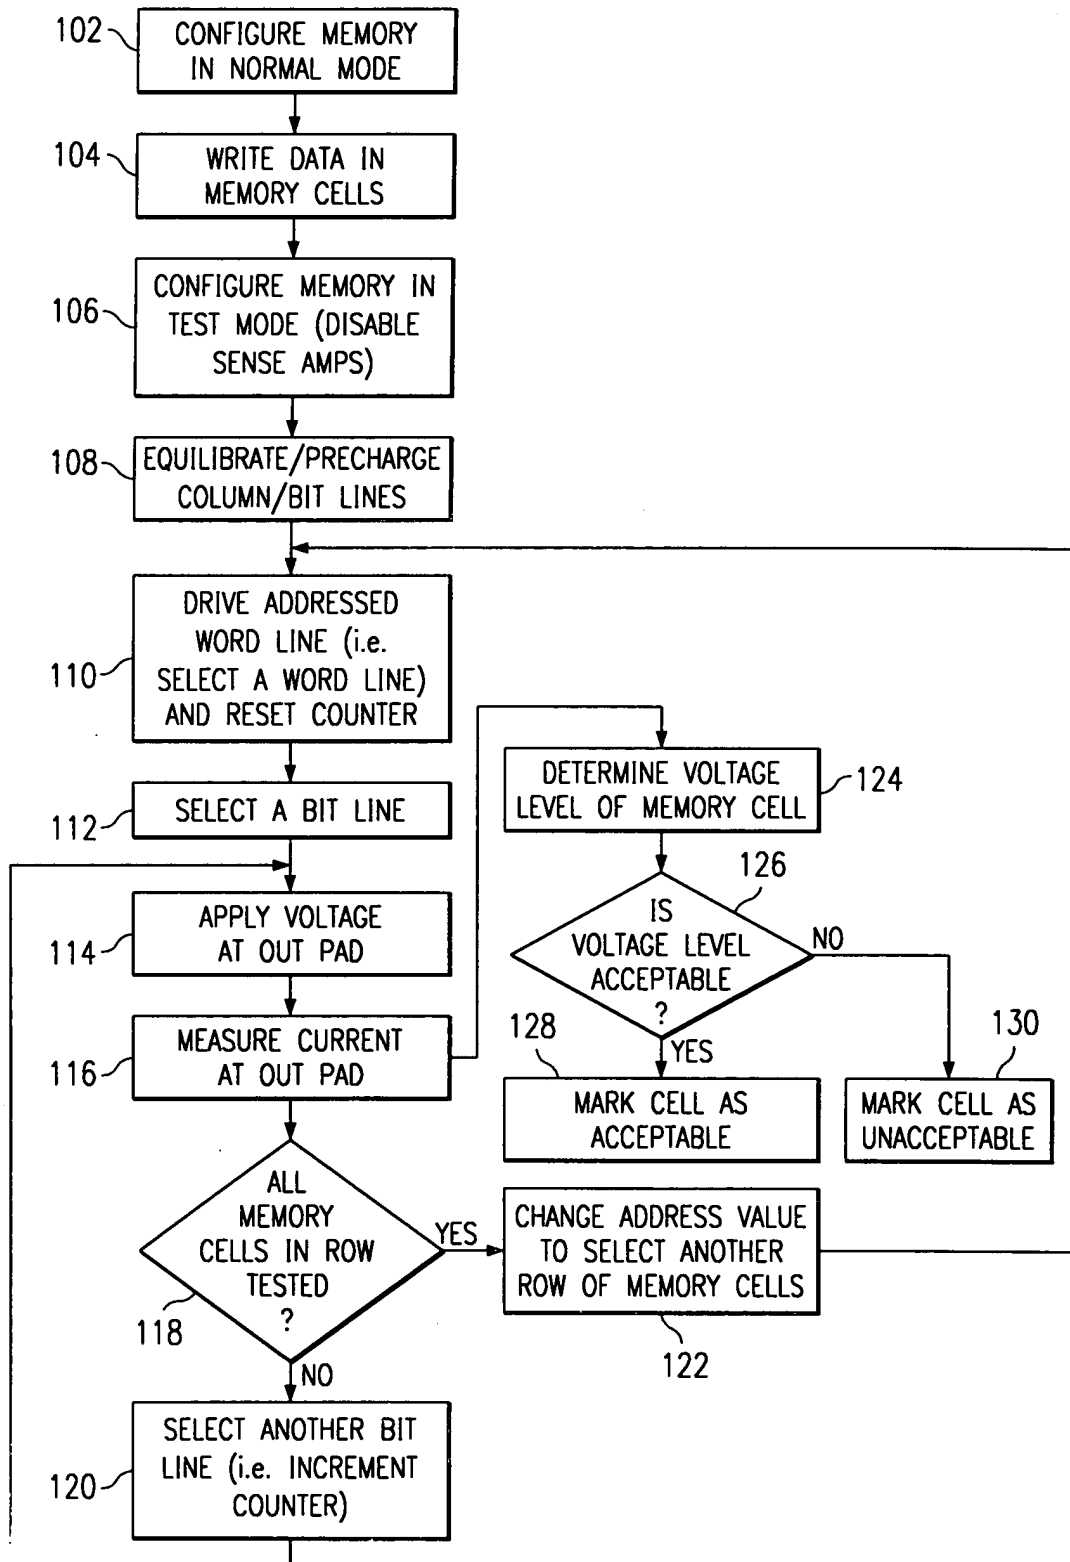 102
CONFIGURE MEMORY
IN NORMAL MODE
104
WRITE DATA IN
MEMORY CELLS
106
CONFIGURE MEMORY IN
TEST MODE (DISABLE
SENSE AMPS)
108
EQUILIBRATE/PRECHARGE
COLUMN/BIT LINES
110
DRIVE ADDRESSED
WORD LINE (i.e.
SELECT A WORD LINE)
AND RESET COUNTER
112
SELECT A BIT LINE
114
APPLY VOLTAGE
AT OUT PAD
116
MEASURE CURRENT
AT OUT PAD
124
DETERMINE VOLTAGE
LEVEL OF MEMORY CELL
126
IS
VOLTAGE LEVEL
ACCEPTABLE
?
NO
YES
128
MARK CELL AS
ACCEPTABLE
130
MARK CELL AS
UNACCEPTABLE
118
ALL
MEMORY
CELLS IN ROW
TESTED
?
YES
NO
122
CHANGE ADDRESS VALUE
TO SELECT ANOTHER
ROW OF MEMORY CELLS
120
SELECT ANOTHER BIT
LINE (i.e. INCREMENT
COUNTER)